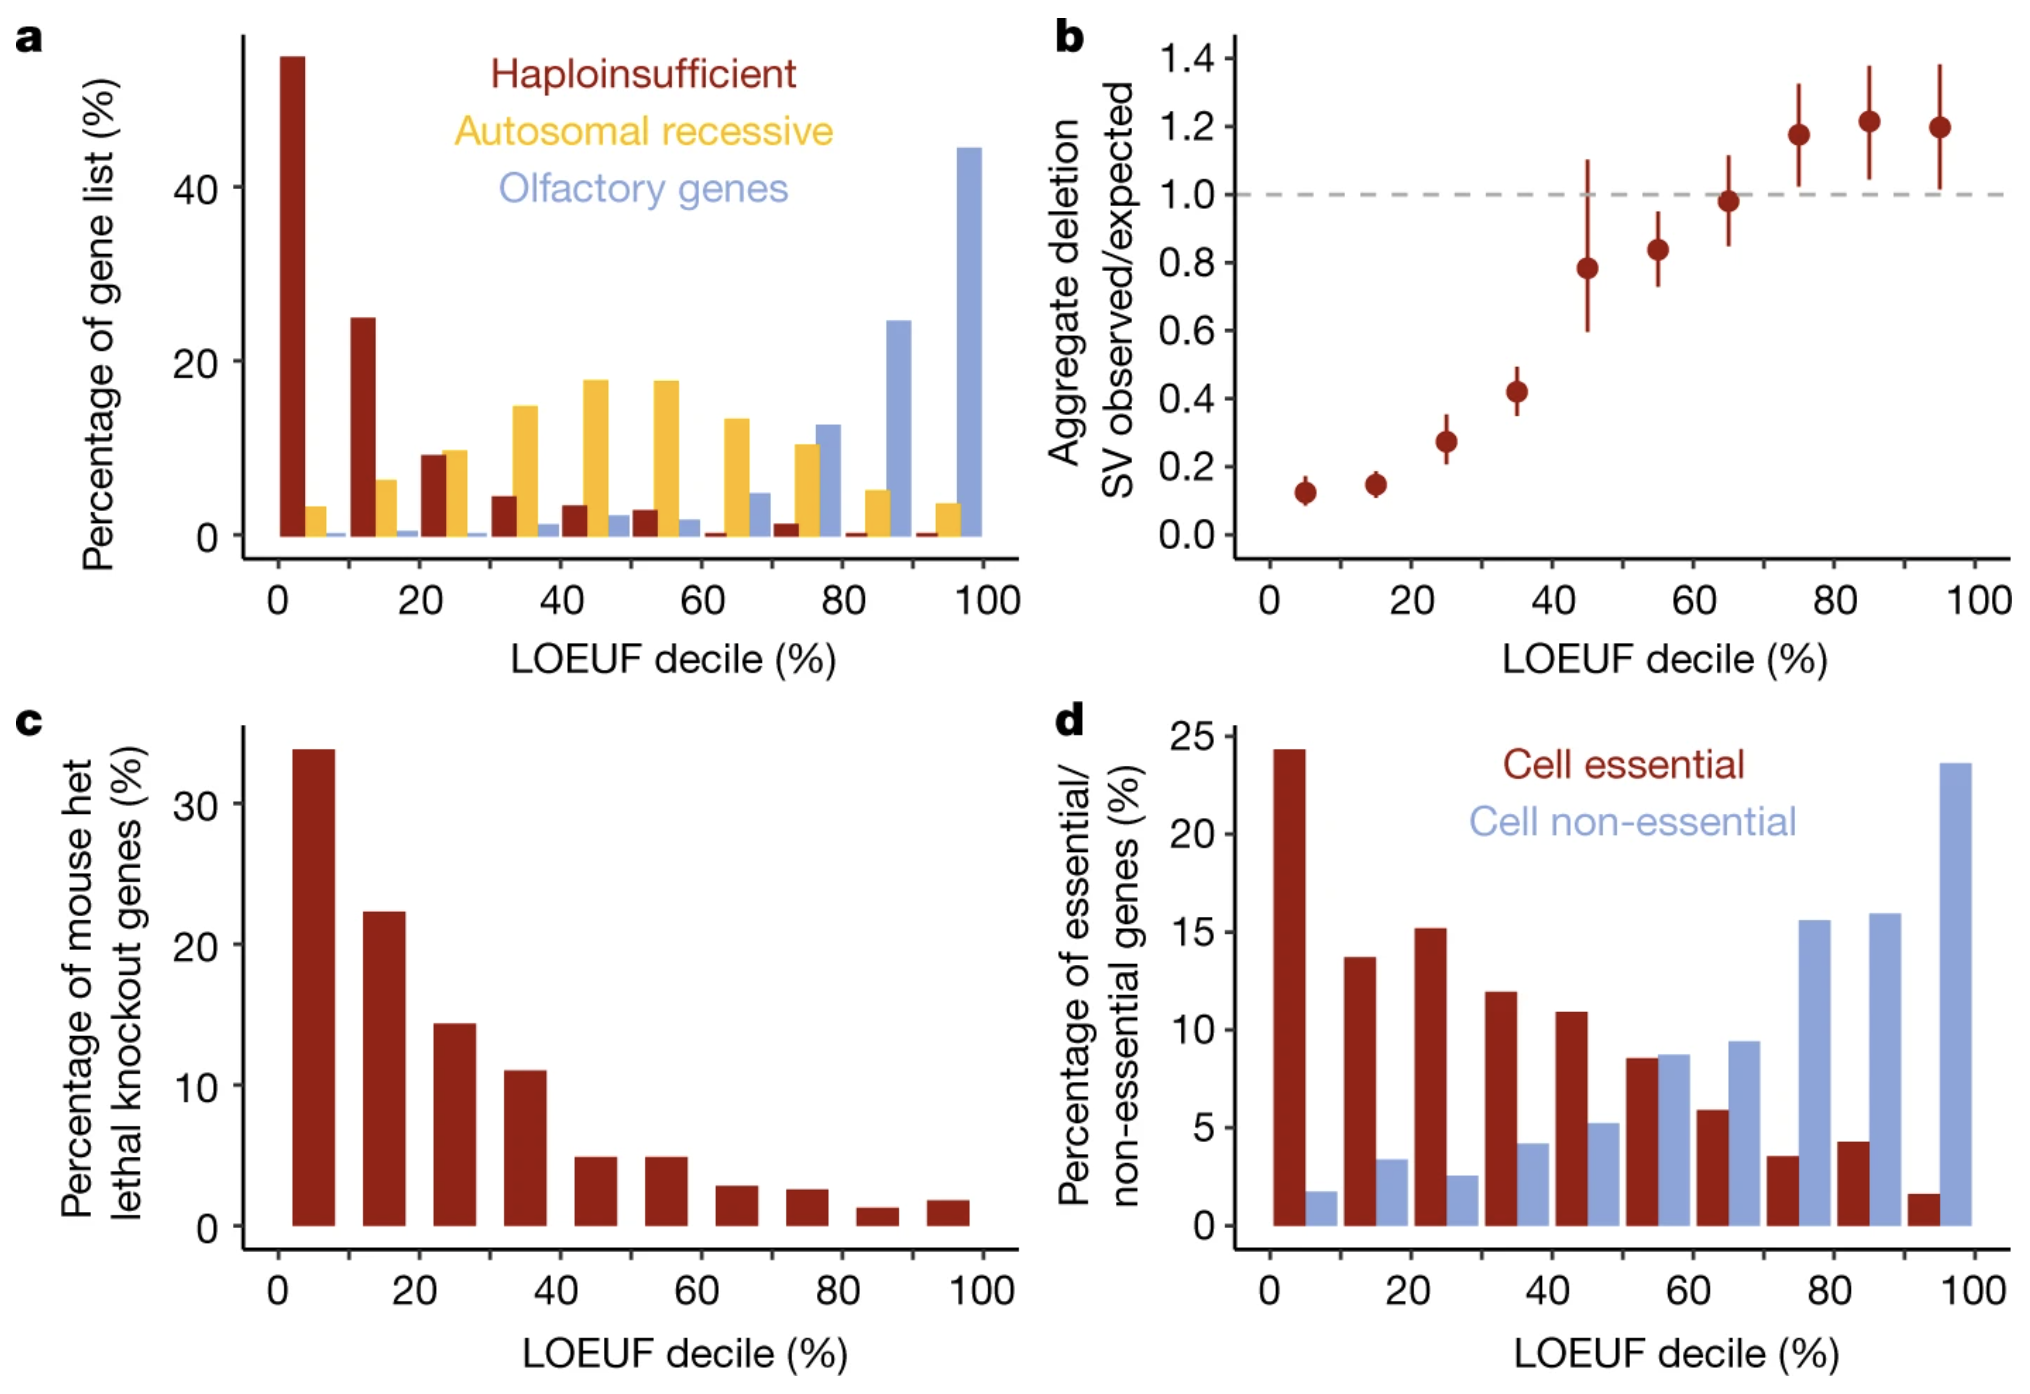 a
Haploinsufficient
Autosomal recessive
Olfactory genes
Percentage of gene list (%)
40
20
0
0 20 40 60 80 100
LOEUF decile (%)
b
Aggregate deletion
SV observed/expected
1.4
1.2
1.0
0.8
0.6
0.4
0.2
0.0
0 20 40 60 80 100
LOEUF decile (%)
c
Percentage of mouse het
lethal knockout genes (%)
30
20
10
0
0 20 40 60 80 100
LOEUF decile (%)
d
Cell essential
Cell non-essential
Percentage of essential/
non-essential genes (%)
25
20
15
10
5
0
0 20 40 60 80 100
LOEUF decile (%)